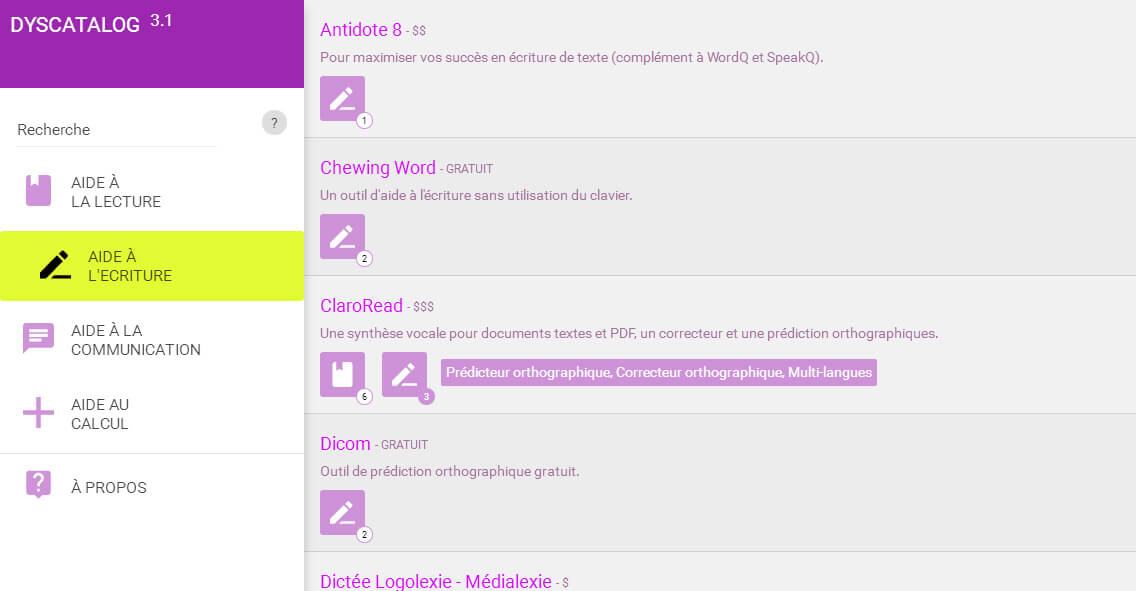 DYSCATALOG 3.1
Recherche
?
AIDE À
LA LECTURE
AIDE À
L'ECRITURE
AIDE À LA
COMMUNICATION
AIDE AU
CALCUL
À PROPOS
Antidote 8 - $$
Pour maximiser vos succès en écriture de texte (complément à WordQ et SpeakQ).
1
Chewing Word - GRATUIT
Un outil d'aide à l'écriture sans utilisation du clavier.
2
ClaroRead - $$$
Une synthèse vocale pour documents textes et PDF, un correcteur et une prédiction orthographiques.
6 3 Prédicteur orthographique, Correcteur orthographique, Multi-langues
Dicom - GRATUIT
Outil de prédiction orthographique gratuit.
2
Dictée Logolexie - Médialexie - $